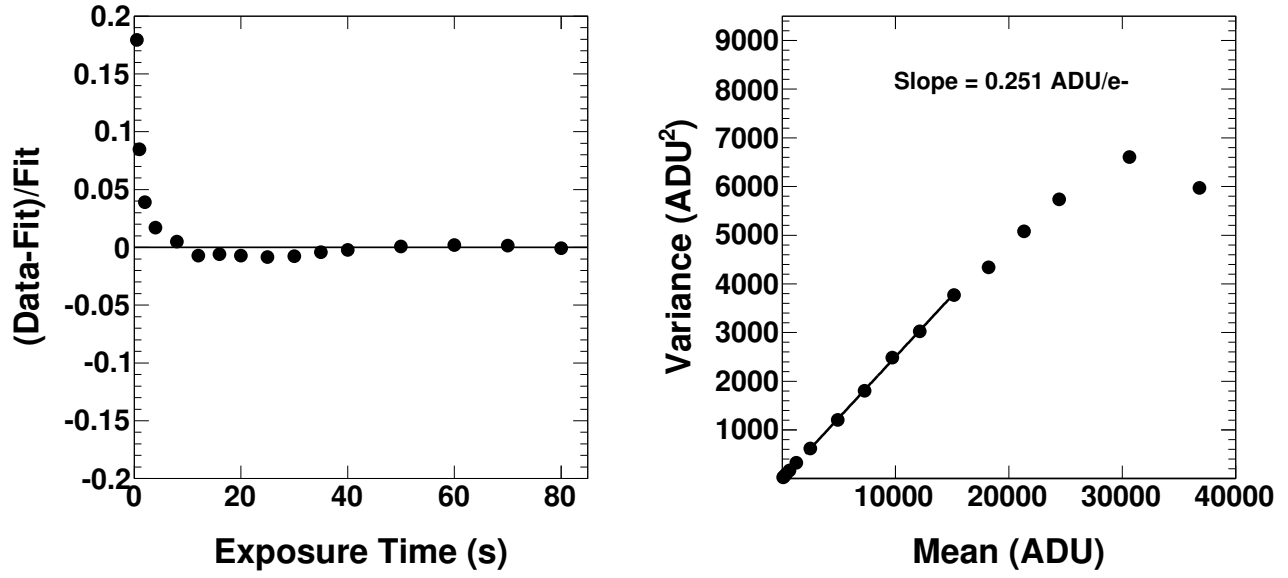 (Data-Fit)/Fit
0.2
0.15
0.1
0.05
0
-0.05
-0.1
-0.15
-0.2
0 20 40 60 80
Exposure Time (s)
Variance (ADU²)
9000
8000
7000
6000
5000
4000
3000
2000
1000
Slope = 0.251 ADU/e-
10000 20000 30000 40000
Mean (ADU)